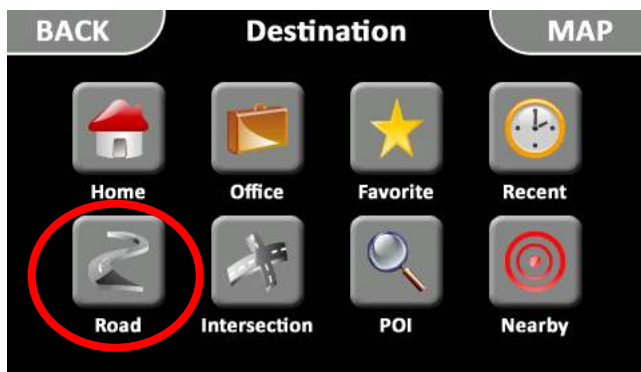 BACK Destination MAP
Home Office Favorite Recent
Road Intersection POI Nearby